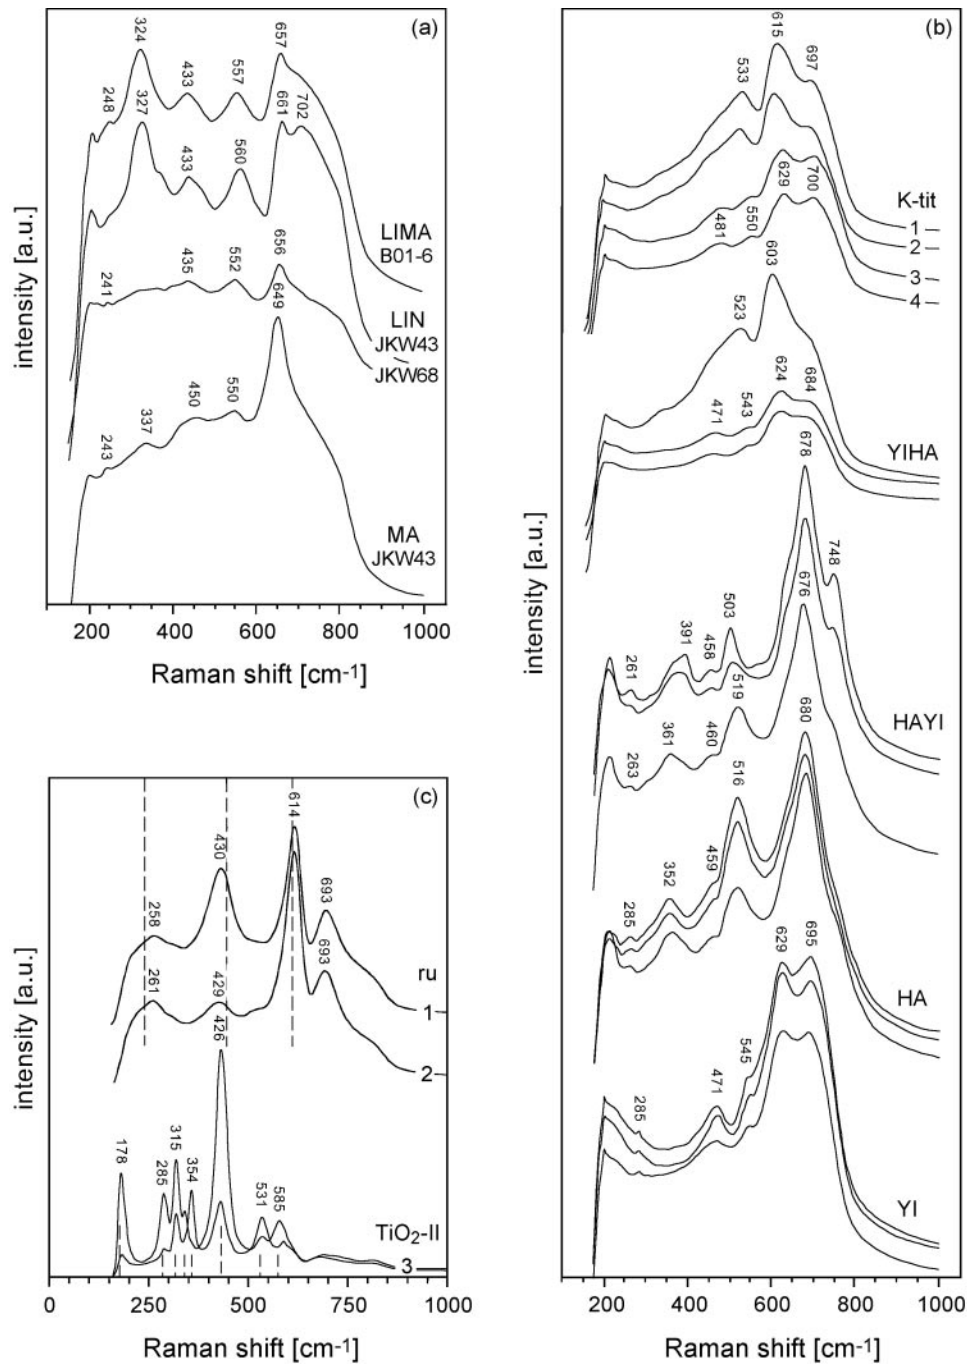 (a)
324
657
248
327
433
557
661
702
433
560
LIMA
B01-6
241
435
552
656
649
LIN
JKW43
JKW68
243
337
450
550
MA
JKW43
intensity [a.u.]
200 400 600 800 1000
Raman shift [cm-1]
(b)
615
533
697
K-tit
629
700
1
481
550
2
603
3
4
523
624
684
471
543
YIHA
678
748
676
503
391
458
261
519
HAYI
361
460
680
263
516
459
352
285
629
695
HA
545
471
285
YI
intensity [a.u.]
200 400 600 800 1000
Raman shift [cm-1]
(c)
614
430
258
693
ru
261
429
693
1
426
2
178
285
315
354
531
585
TiO2-II
3
intensity [a.u.]
0 250 500 750 1000
Raman shift [cm-1]